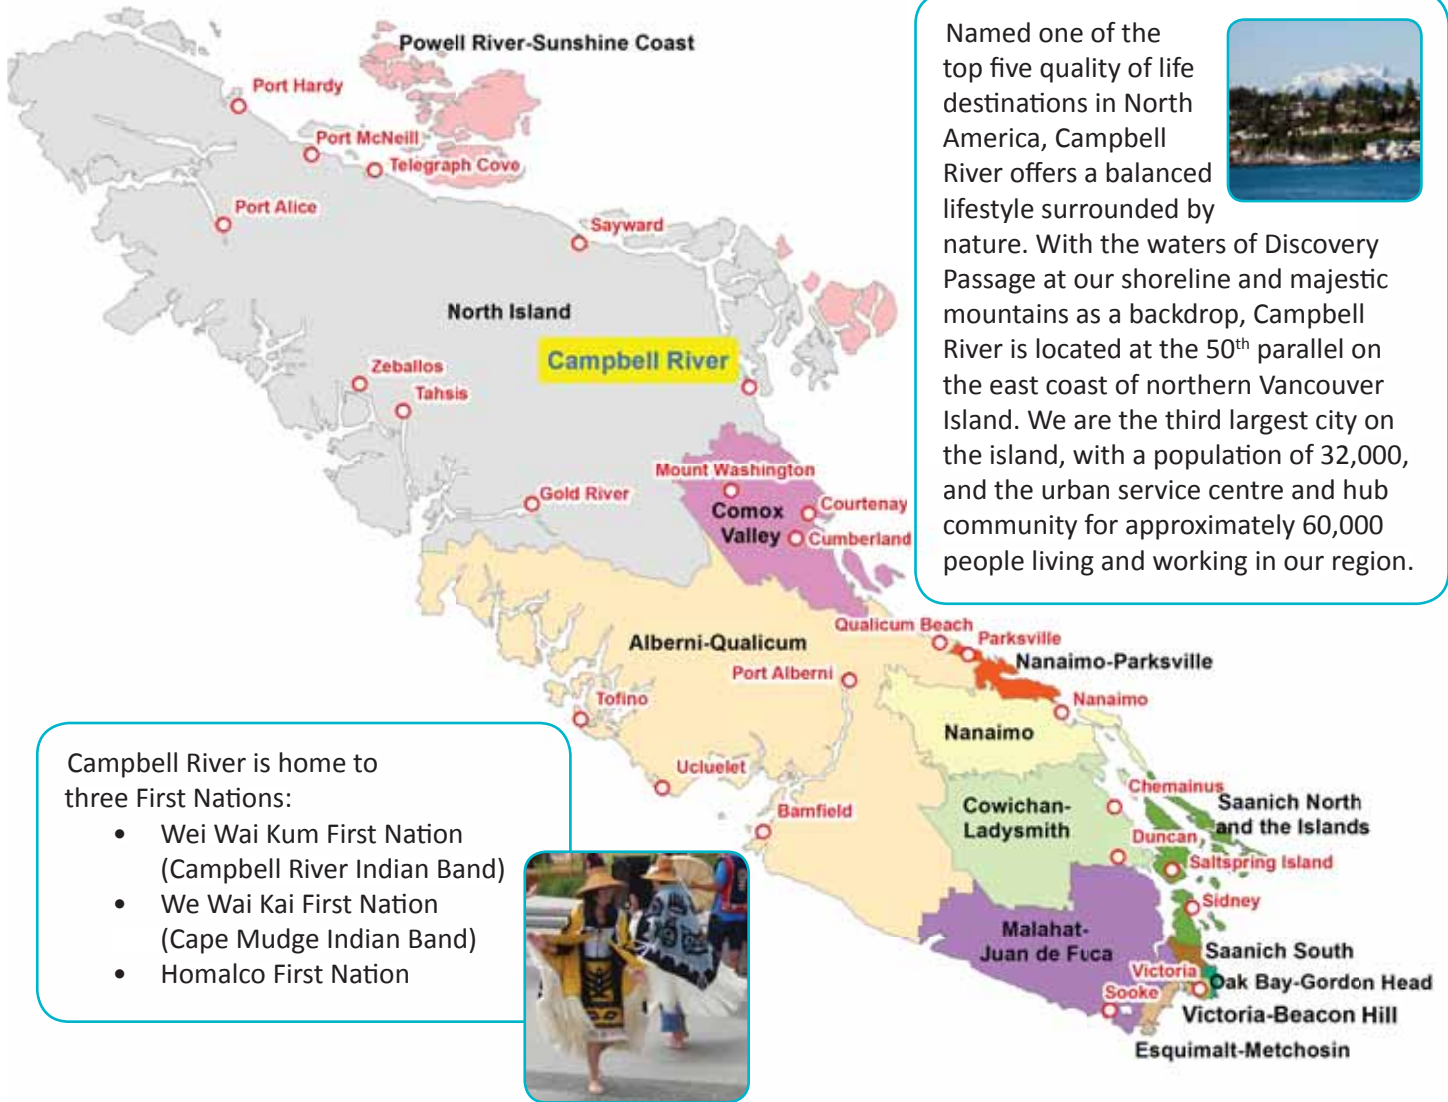 Powell River-Sunshine Coast
Port Hardy
Port McNeill
Telegraph Cove
Port Alice
Sayward
North Island
Campbell River
Zeballos
Tahsis
Mount Washington
Gold River
Comox
Valley
Courtenay
Cumberland
Named one of the
top five quality of life
destinations in North
America, Campbell
River offers a balanced
lifestyle surrounded by
nature. With the waters of Discovery
Passage at our shoreline and majestic
mountains as a backdrop, Campbell
River is located at the 50th parallel on
the east coast of northern Vancouver
Island. We are the third largest city on
the island, with a population of 32,000,
and the urban service centre and hub
community for approximately 60,000
people living and working in our region.
Qualicum Beach
Parksville
Alberni-Qualicum
Nanaimo-Parksville
Port Alberni
Tofino
Nanaimo
Nanaimo
Ucluelet
Bamfield
Chemainus
Cowichan-
Ladysmith
Saanich North
and the Islands
Duncan
Saltspring Island
Sidney
Malahat-
Juan de Fuca
Saanich South
Victoria
Oak Bay-Gordon Head
Sooke
Victoria-Beacon Hill
Esquimalt-Metchosin
Campbell River is home to
three First Nations:
• Wei Wai Kum First Nation
(Campbell River Indian Band)
• We Wai Kai First Nation
(Cape Mudge Indian Band)
• Homalco First Nation